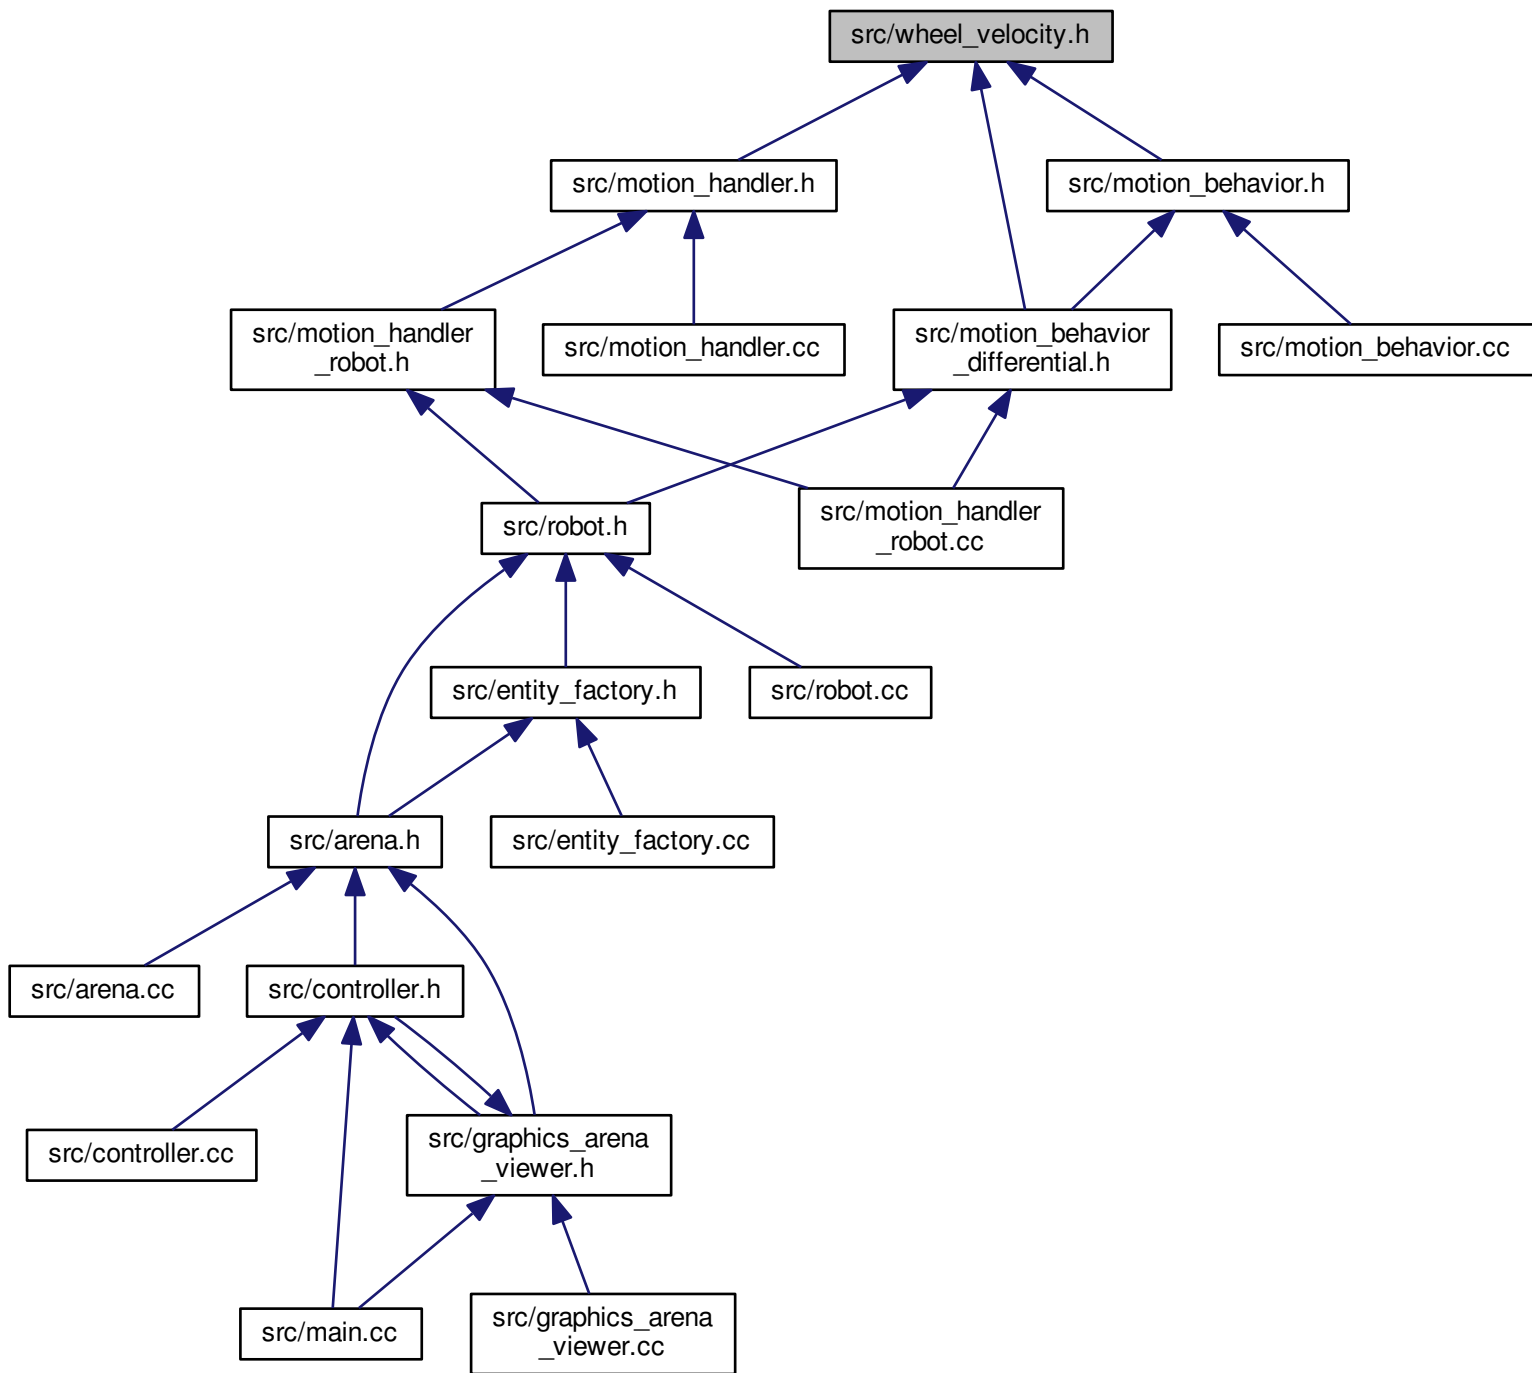 src/wheel_velocity.h
src/motion_handler.h
src/motion_behavior.h
src/motion_handler
_robot.h
src/motion_handler.cc
src/motion_behavior
_differential.h
src/motion_behavior.cc
src/robot.h
src/motion_handler
_robot.cc
src/entity_factory.h
src/robot.cc
src/arena.h
src/entity_factory.cc
src/arena.cc
src/controller.h
src/controller.cc
src/graphics_arena
_viewer.h
src/main.cc
src/graphics_arena
_viewer.cc